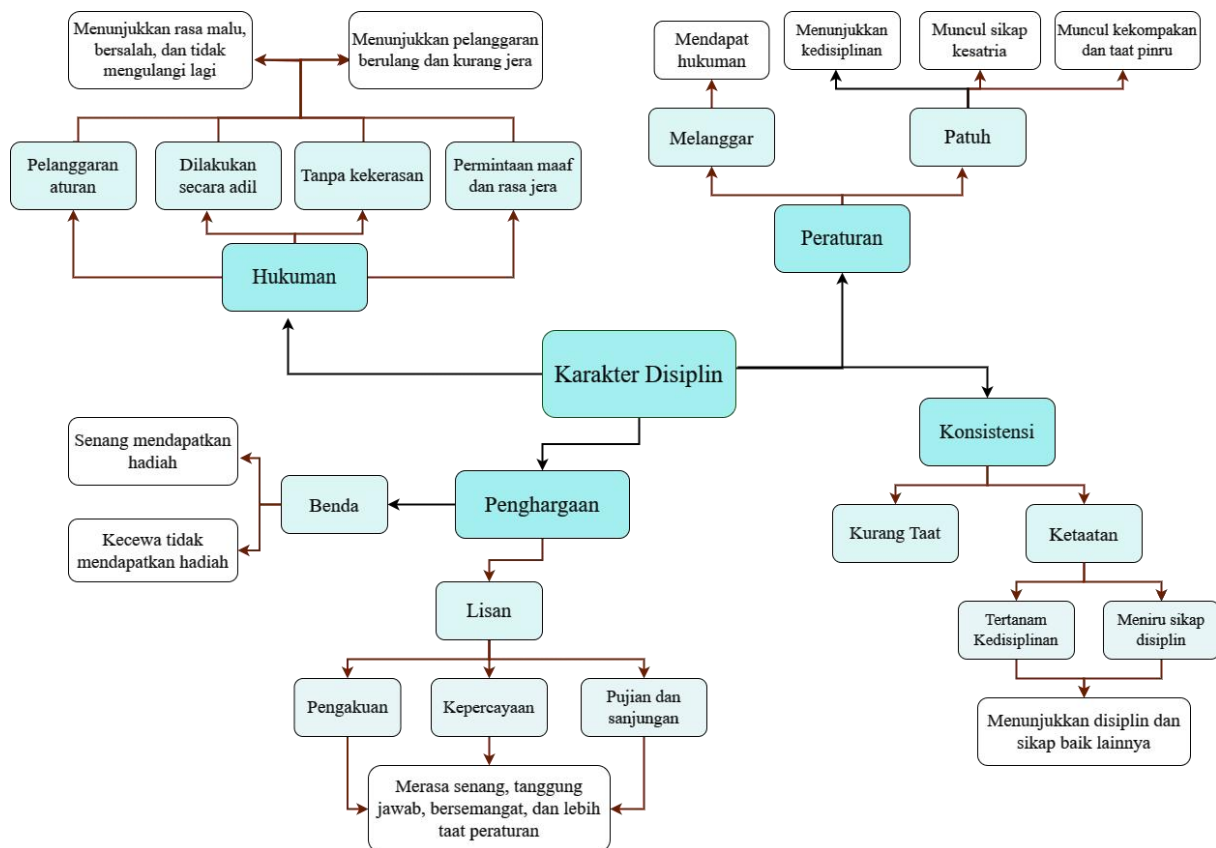 Menunjukkan rasa malu,
bersalah, dan tidak
mengulangi lagi
Menunjukkan pelanggaran
berulang dan kurang jera
Pelanggaran
aturan
Dilakukan
secara adil
Tanpa kekerasan
Permintaan maaf
dan rasa jera
Hukuman
Mendapat
hukuman
Menunjukkan
kedisiplinan
Muncul sikap
kesatria
Muncul kekompakan
dan taat pinru
Melanggar
Patuh
Peraturan
Karakter Disiplin
Senang mendapatkan
hadiah
Kecewa tidak
mendapatkan hadiah
Benda
Penghargaan
Lisan
Pengakuan
Kepercayaan
Pujian dan
sanjungan
Merasa senang, tanggung
jawab, bersemangat, dan lebih
taat peraturan
Konsistensi
Kurang Taat
Ketaatan
Tertanam
Kedisiplinan
Meniru sikap
disiplin
Menunjukkan disiplin dan
sikap baik lainnya